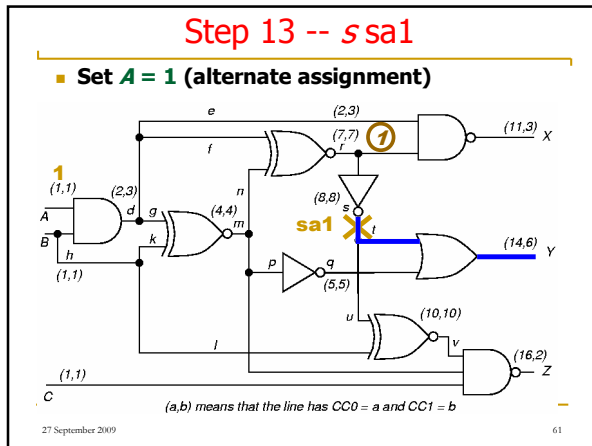 Step 13 -- s sa1
Set A = 1 (alternate assignment)
e
(2,3)
(11,3)
X
f
(7,7)
1
r
1
(1,1)
(2,3)
n
(8,8)
A
d
g
(4,4)
m
s
sa1
t
B
k
(14,6)
Y
h
(1,1)
p
q
(5,5)
u
(10,10)
v
l
(16,2)
Z
(1,1)
C
(a,b) means that the line has CC0 = a and CC1 = b
27 September 2009
61